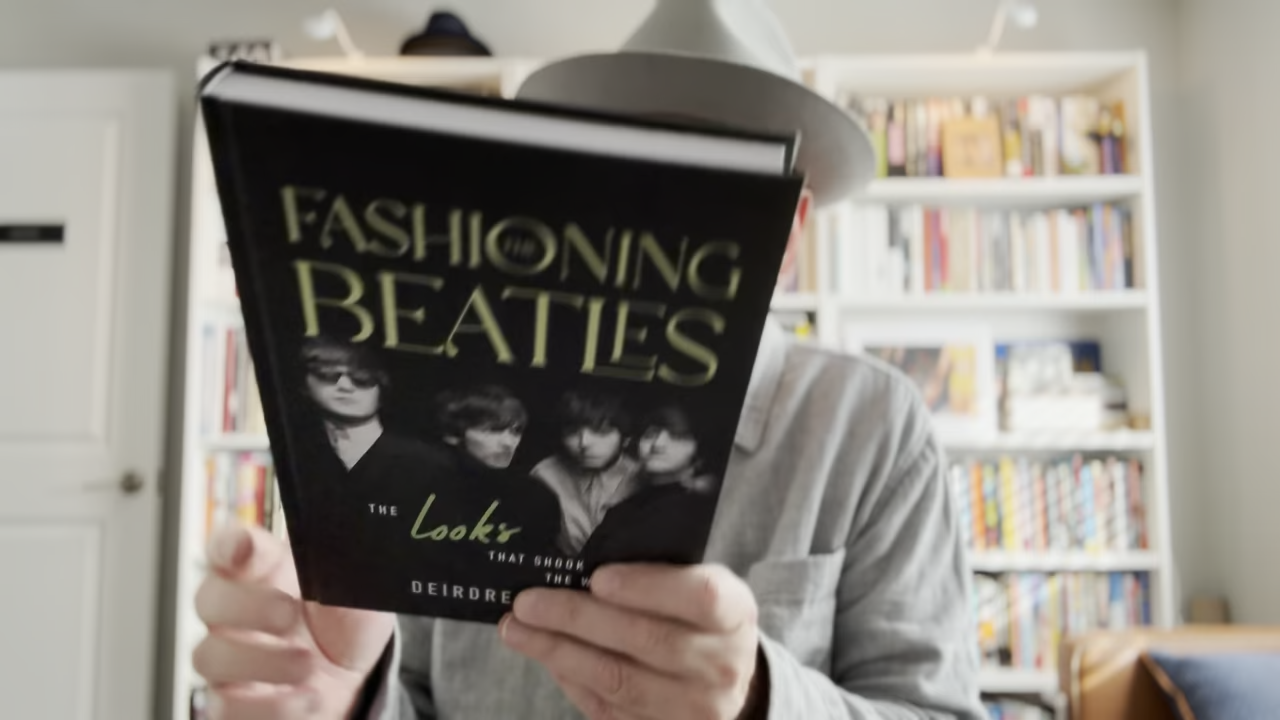 FASHIONING
THE
BEATLES
THE Looks
THAT SHOOK
THE W
DEIRDRE